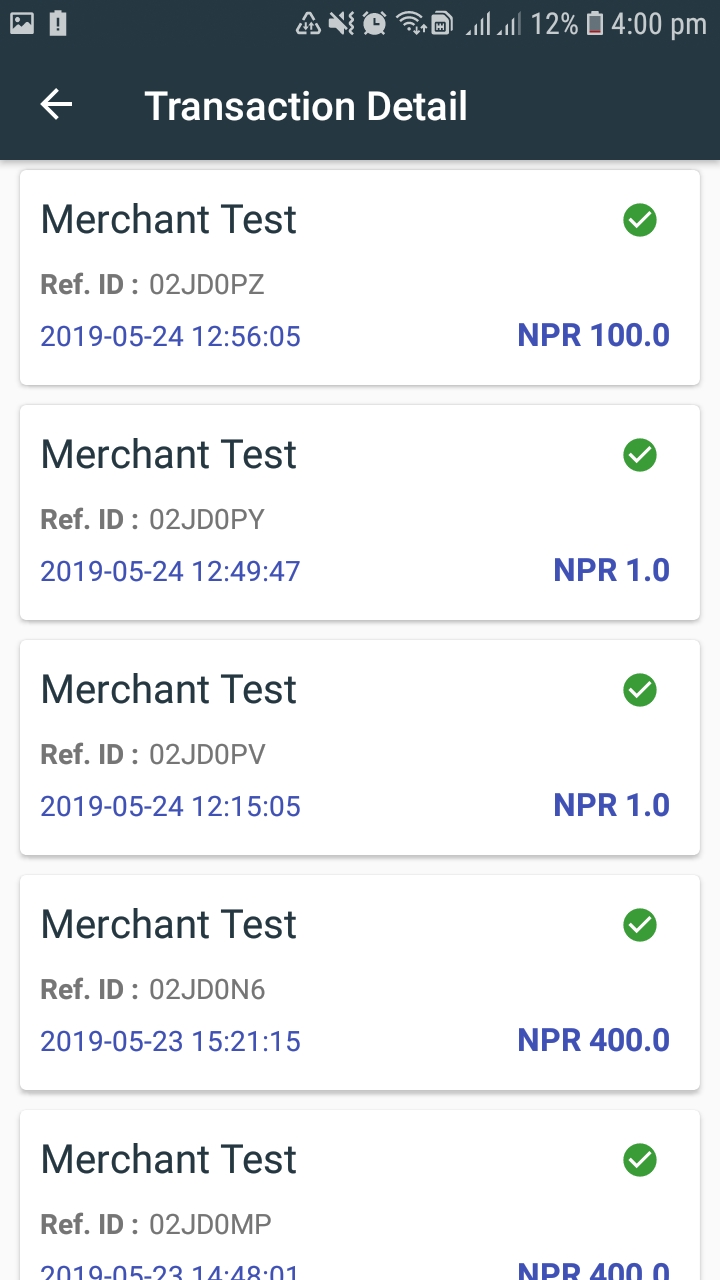 12% 4:00 pm
Transaction Detail
Merchant Test
Ref. ID : 02JD0PZ
2019-05-24 12:56:05 NPR 100.0
Merchant Test
Ref. ID : 02JD0PY
2019-05-24 12:49:47 NPR 1.0
Merchant Test
Ref. ID : 02JD0PV
2019-05-24 12:15:05 NPR 1.0
Merchant Test
Ref. ID : 02JD0N6
2019-05-23 15:21:15 NPR 400.0
Merchant Test
Ref. ID : 02JD0MP
2019-05-23 14:48:01 NPR 400.0